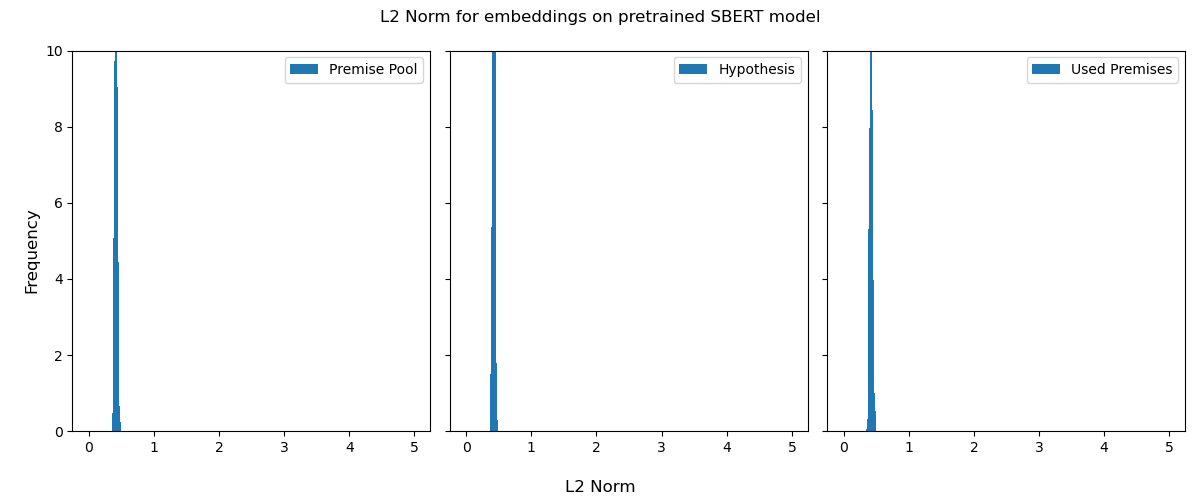 L2 Norm for embeddings on pretrained SBERT model
Premise Pool
Hypothesis
Used Premises
10
8
6
4
2
0
Frequency
0 1 2 3 4 5
0 1 2 3 4 5
0 1 2 3 4 5
L2 Norm